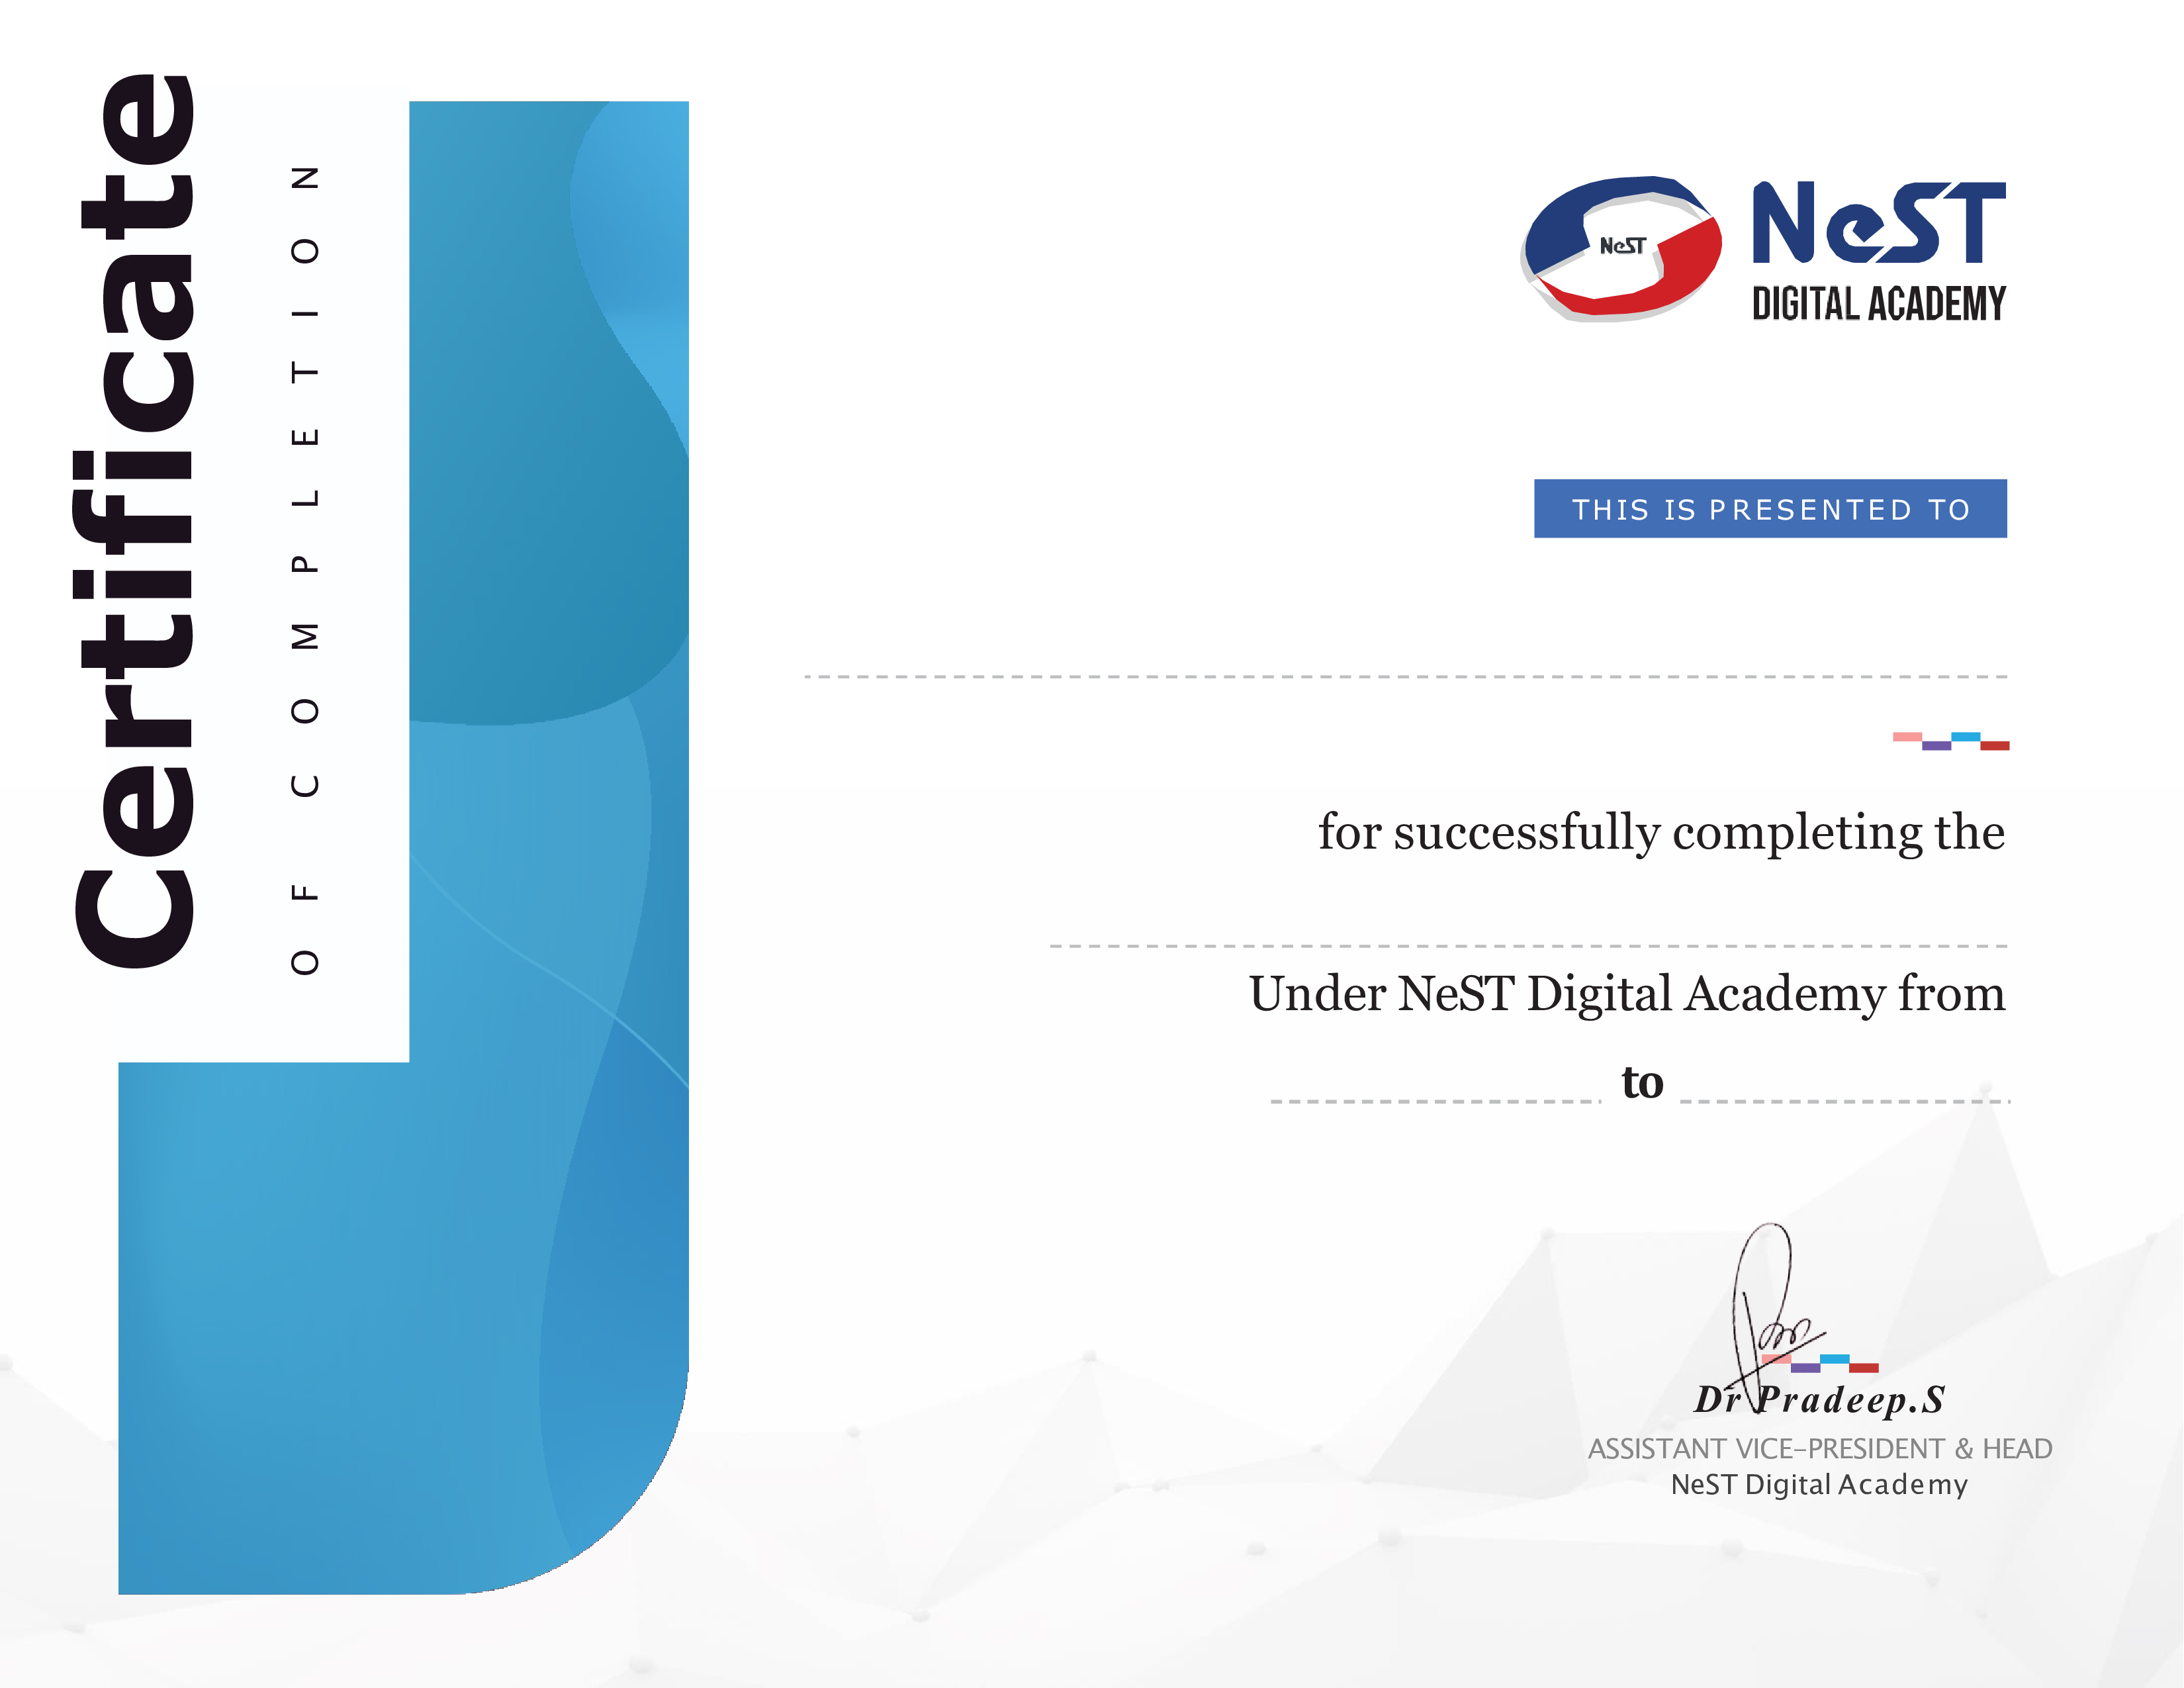 Certificate
OF COMPLETION
NeST
NeST
DIGITAL ACADEMY
THIS IS PRESENTED TO
for successfully completing the
Under NeST Digital Academy from
to
Dr Pradeep.S
ASSISTANT VICE-PRESIDENT & HEAD
NeST Digital Academy